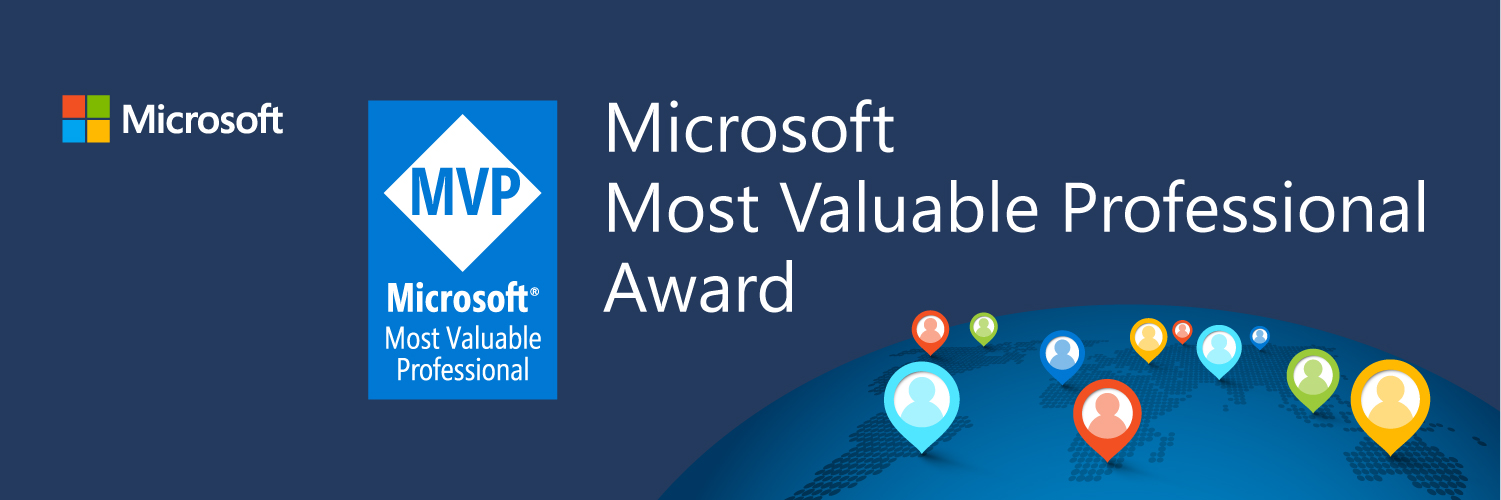 Microsoft
MVP
Microsoft®
Most Valuable
Professional
Microsoft
Most Valuable Professional
Award